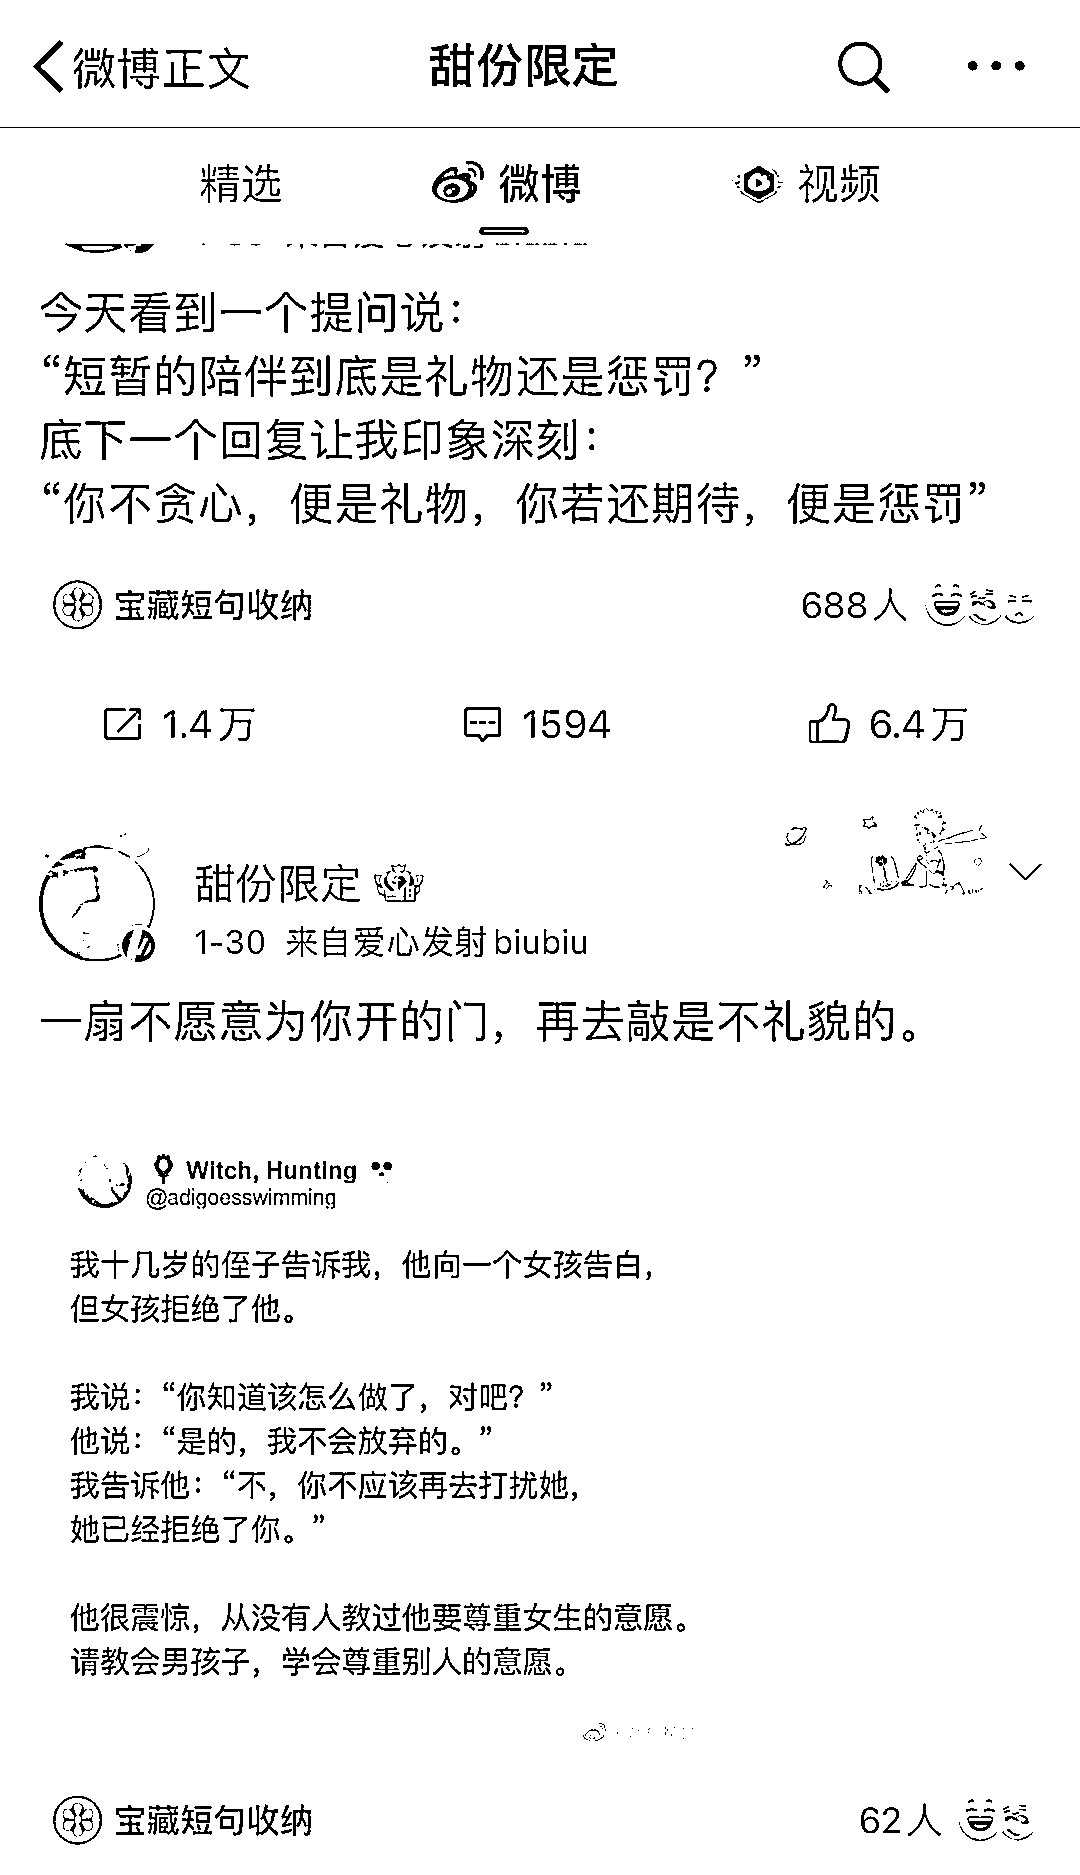 微博正文
甜份限定
精选
微博
视频
今天看到一个提问说：
“短暂的陪伴到底是礼物还是惩罚？”
底下一个回复让我印象深刻：
“你不贪心，便是礼物，你若还期待，便是惩罚”
宝藏短句收纳
688人
1.4万
1594
6.4万
甜份限定
1-30 来自爱心发射biubiu
一扇不愿意为你开的门，再去敲是不礼貌的。
Witch, Hunting
@adigoesswimming
我十几岁的侄子告诉我，他向一个女孩告白，
但女孩拒绝了他。
我说：“你知道该怎么做了，对吧？”
他说：“是的，我不会放弃的。”
我告诉他：“不，你不应该再去打扰她，
她已经拒绝了你。”
他很震惊，从没有人教过他要尊重女生的意愿。
请教会男孩子，学会尊重别人的意愿。
宝藏短句收纳
62人